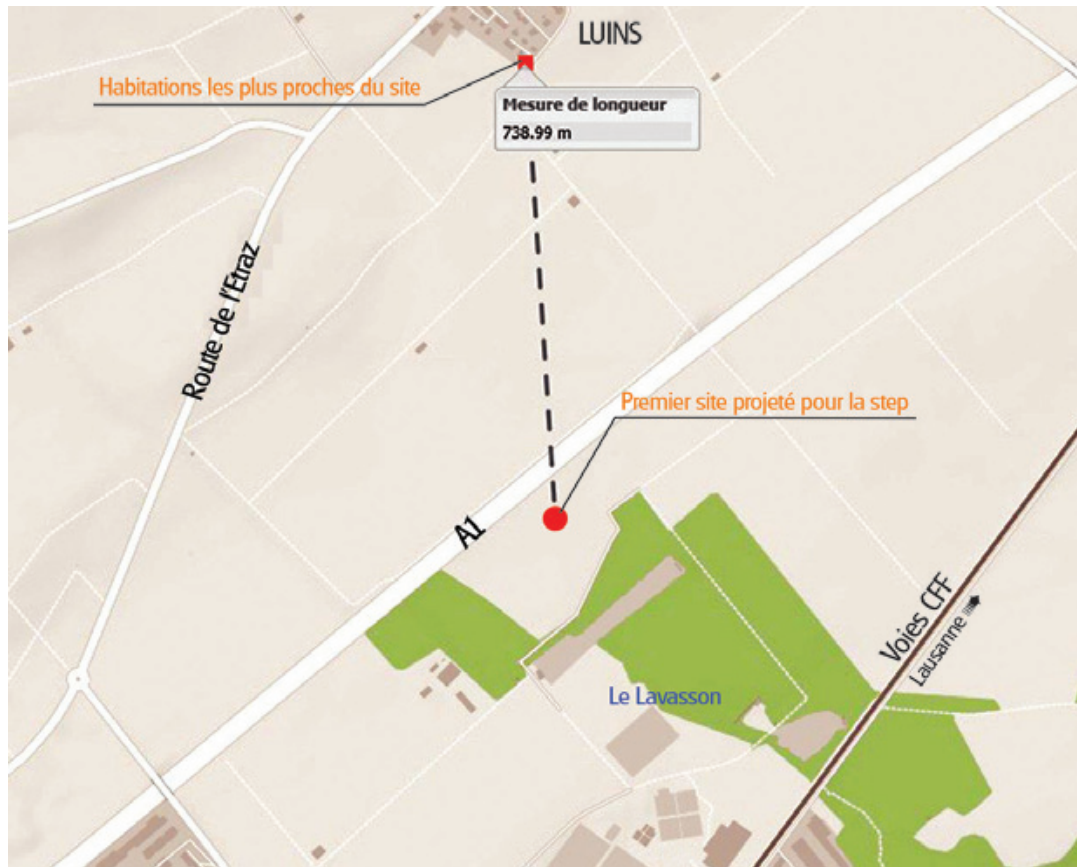 LUINS
Habitations les plus proches du site
Mesure de longueur
738.99 m
Route de l'Etraz
Premier site projeté pour la step
A1
Voies CFF
Lausanne
Le Lavasson